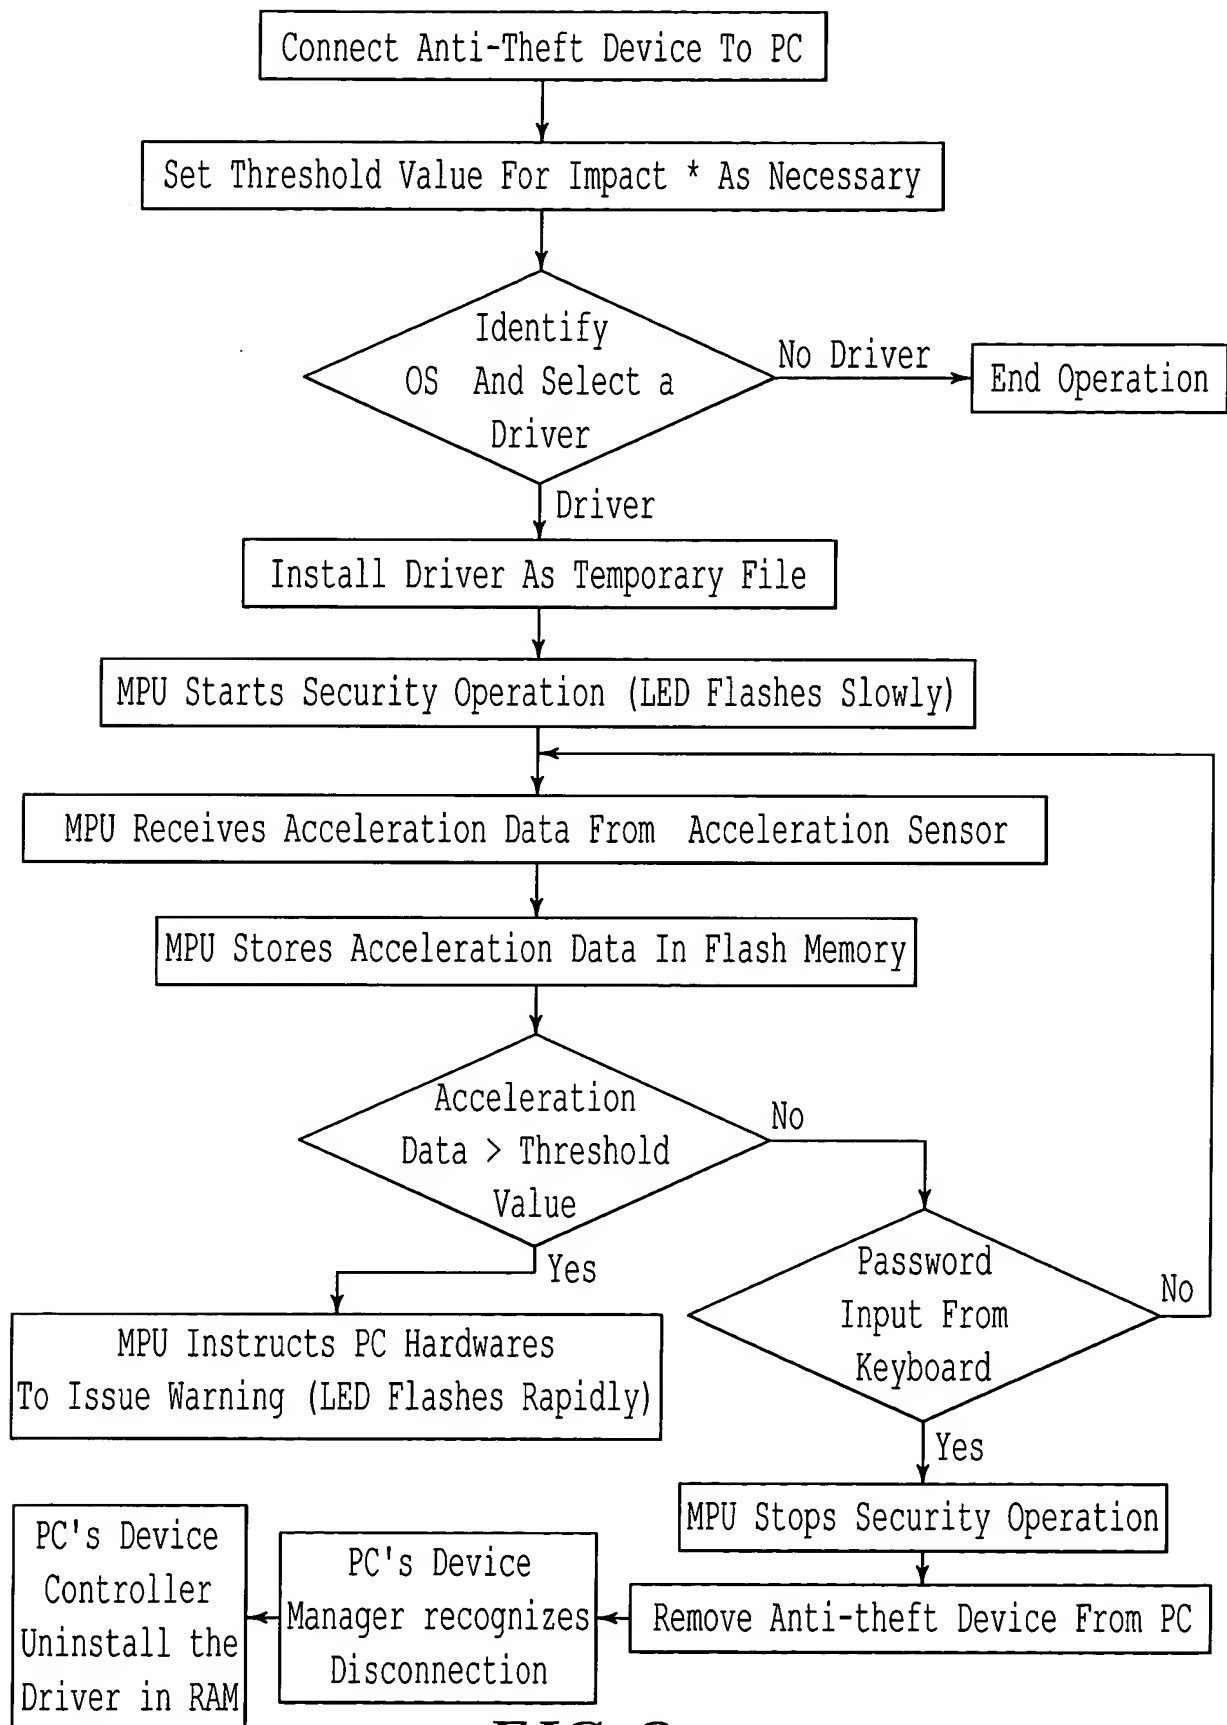 Connect Anti-Theft Device To PC
Set Threshold Value For Impact * As Necessary
Identify
OS And Select a
Driver
No Driver
End Operation
Driver
Install Driver As Temporary File
MPU Starts Security Operation (LED Flashes Slowly)
MPU Receives Acceleration Data From Acceleration Sensor
MPU Stores Acceleration Data In Flash Memory
Acceleration
Data > Threshold
Value
No
Yes
Password
Input From
Keyboard
No
MPU Instructs PC Hardwares
To Issue Warning (LED Flashes Rapidly)
Yes
MPU Stops Security Operation
Remove Anti-theft Device From PC
PC's Device
Manager recognizes
Disconnection
PC's Device
Controller
Uninstall the
Driver in RAM